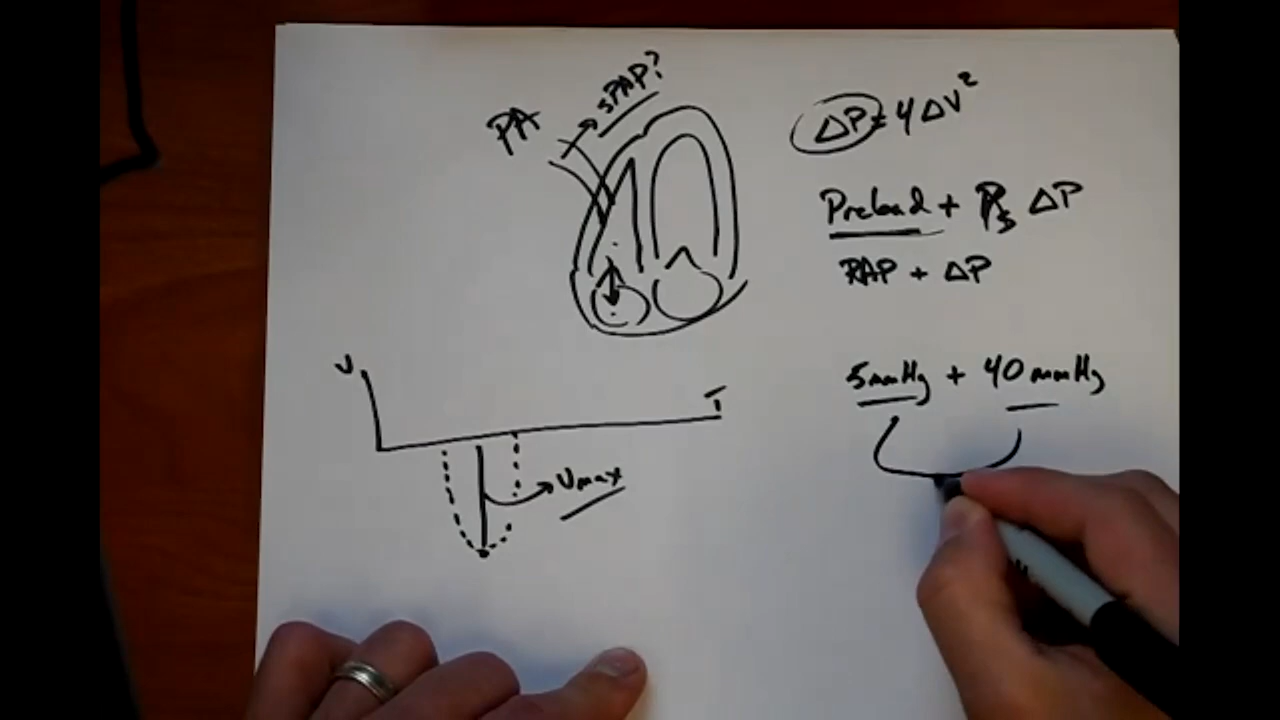 PA
sPAP?
ΔP = 4ΔV²
Preload + ΔP
RAP + ΔP
5mmHg + 40mmHg
V
T
Vmax